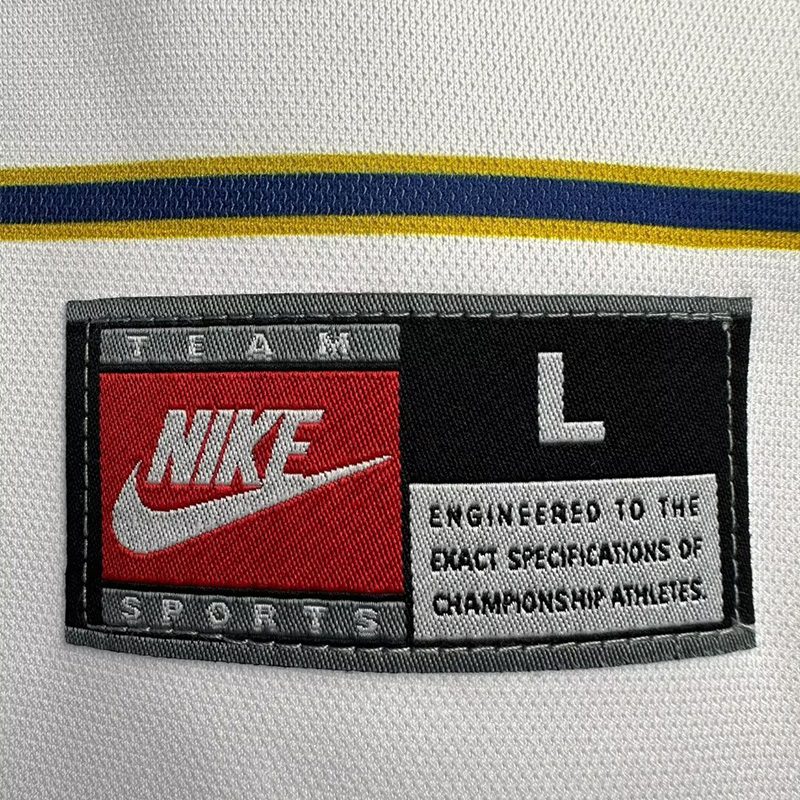 TEAM
NIKE
SPORTS
L
ENGINEERED TO THE
EXACT SPECIFICATIONS OF
CHAMPIONSHIP ATHLETES.